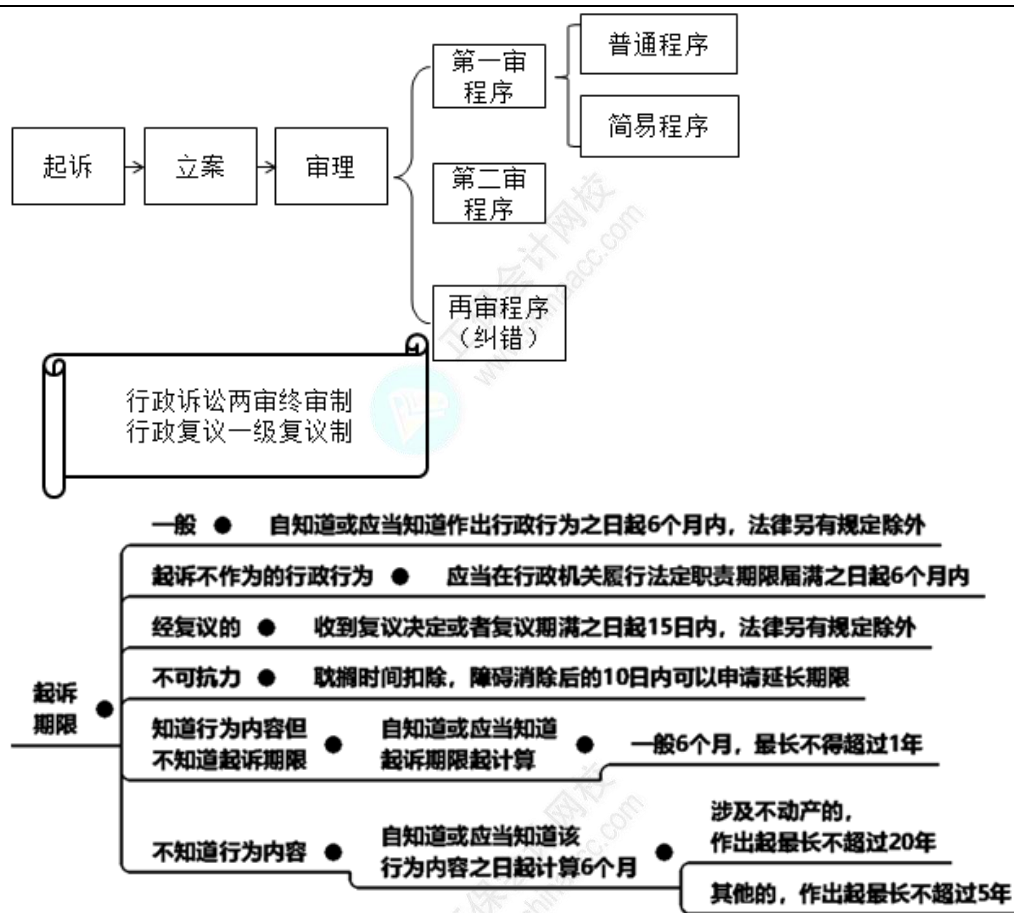 普通程序
第一审
程序
简易程序
起诉
立案
审理
第二审
程序
再审程序
（纠错）
行政诉讼两审终审制
行政复议一级复议制
一般
自知道或应当知道作出行政行为之日起6个月内，法律另有规定除外
起诉不作为的行政行为
应当在行政机关履行法定职责期限届满之日起6个月内
经复议的
收到复议决定或者复议期满之日起15日内，法律另有规定除外
不可抗力
耽搁时间扣除，障碍消除后的10日内可以申请延长期限
起诉
期限
知道行为内容但
不知道起诉期限
自知道或应当知道
起诉期限起计算
一般6个月，最长不得超过1年
不知道行为内容
自知道或应当知道该
行为内容之日起计算6个月
涉及不动产的，
作出起最长不超过20年
其他的，作出起最长不超过5年